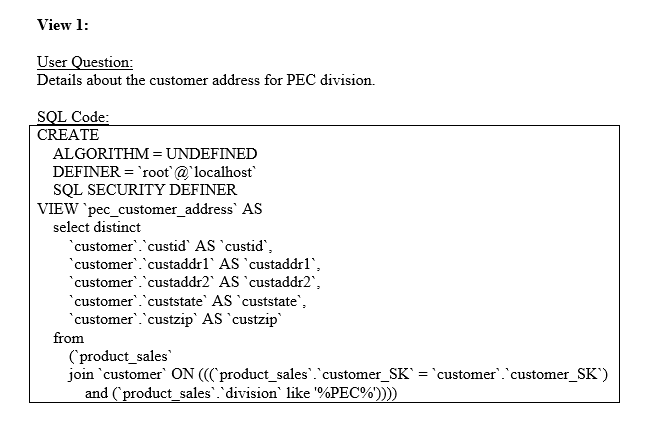 View 1:
User Question:
Details about the customer address for PEC division.
SQL Code:
CREATE
ALGORITHM = UNDEFINED
DEFINER = `root`@`localhost`
SQL SECURITY DEFINER
VIEW `pec_customer_address` AS
select distinct
`customer`.`custid` AS `custid`,
`customer`.`custaddr1` AS `custaddr1`,
`customer`.`custaddr2` AS `custaddr2`,
`customer`.`custstate` AS `custstate`,
`customer`.`custzip` AS `custzip`
from
(`product_sales`
join `customer` ON (((`product_sales`.`customer_SK` = `customer`.`customer_SK`)
and (`product_sales`.`division` like '%PEC%'))))